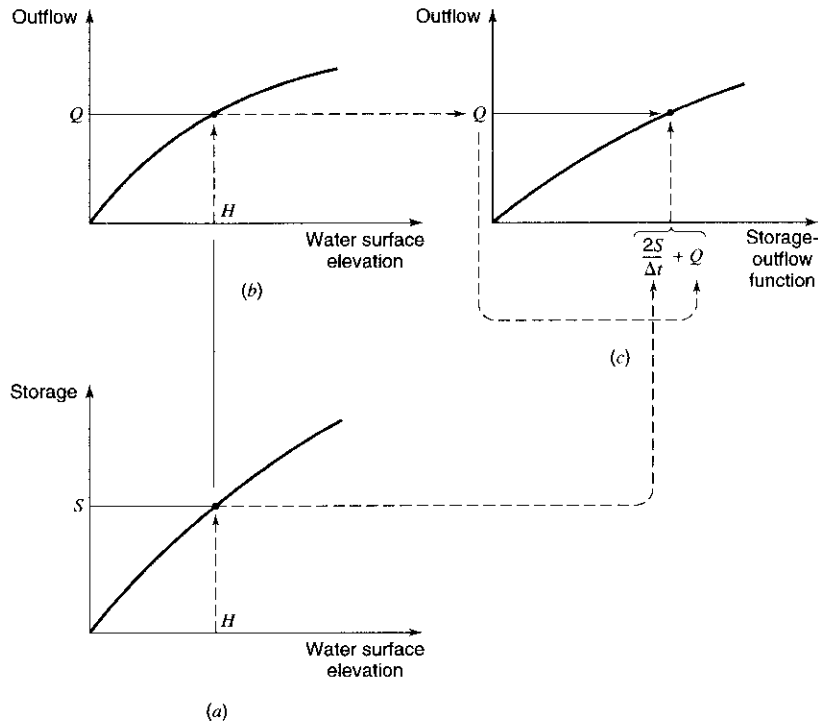 Outflow
Q
H
Water surface
elevation
(b)
Outflow
Q
2S
Δt
+ Q
Storage-
outflow
function
(c)
Storage
S
H
Water surface
elevation
(a)